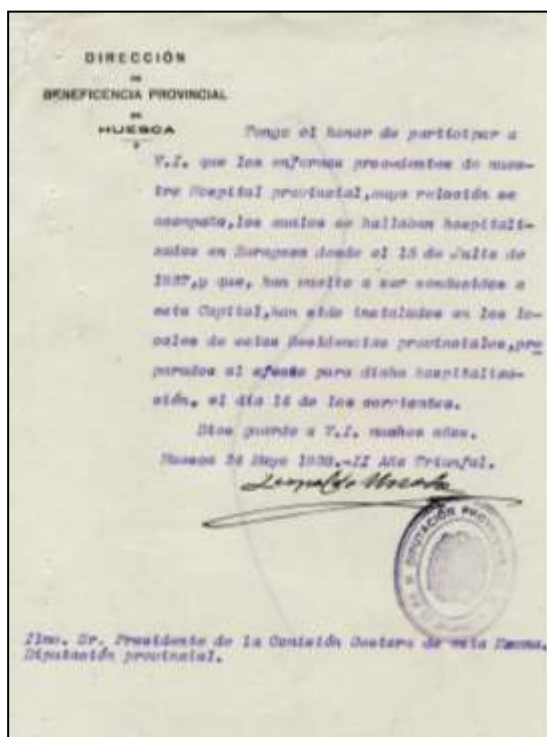 DIRECCIÓN
DE
BENEFICENCIA PROVINCIAL
DE
HUESCA
Tengo el honor de participar a
V.I. que los enfermos procedentes de nues-
tro Hospital provincial, cuya relación se
acompaña, los cuales se hallaban hospitali-
zados en Zaragoza desde el 15 de Julio de
1937, y que, han vuelto a ser conducidos a
esta Capital, han sido instalados en los lo-
cales de estas Residencias provinciales, pre
parados al efecto para dicha hospitaliza-
ción, el día 14 de los corrientes.
Dios guarde a V.I. muchos años.
Huesca 24 Mayo 1938.-II Año Triunfal.
Leopoldo
DIPUTACIÓN
Ilmo. Sr. Presidente de la Comisión Gestora de esta Excma.
Diputación provincial.